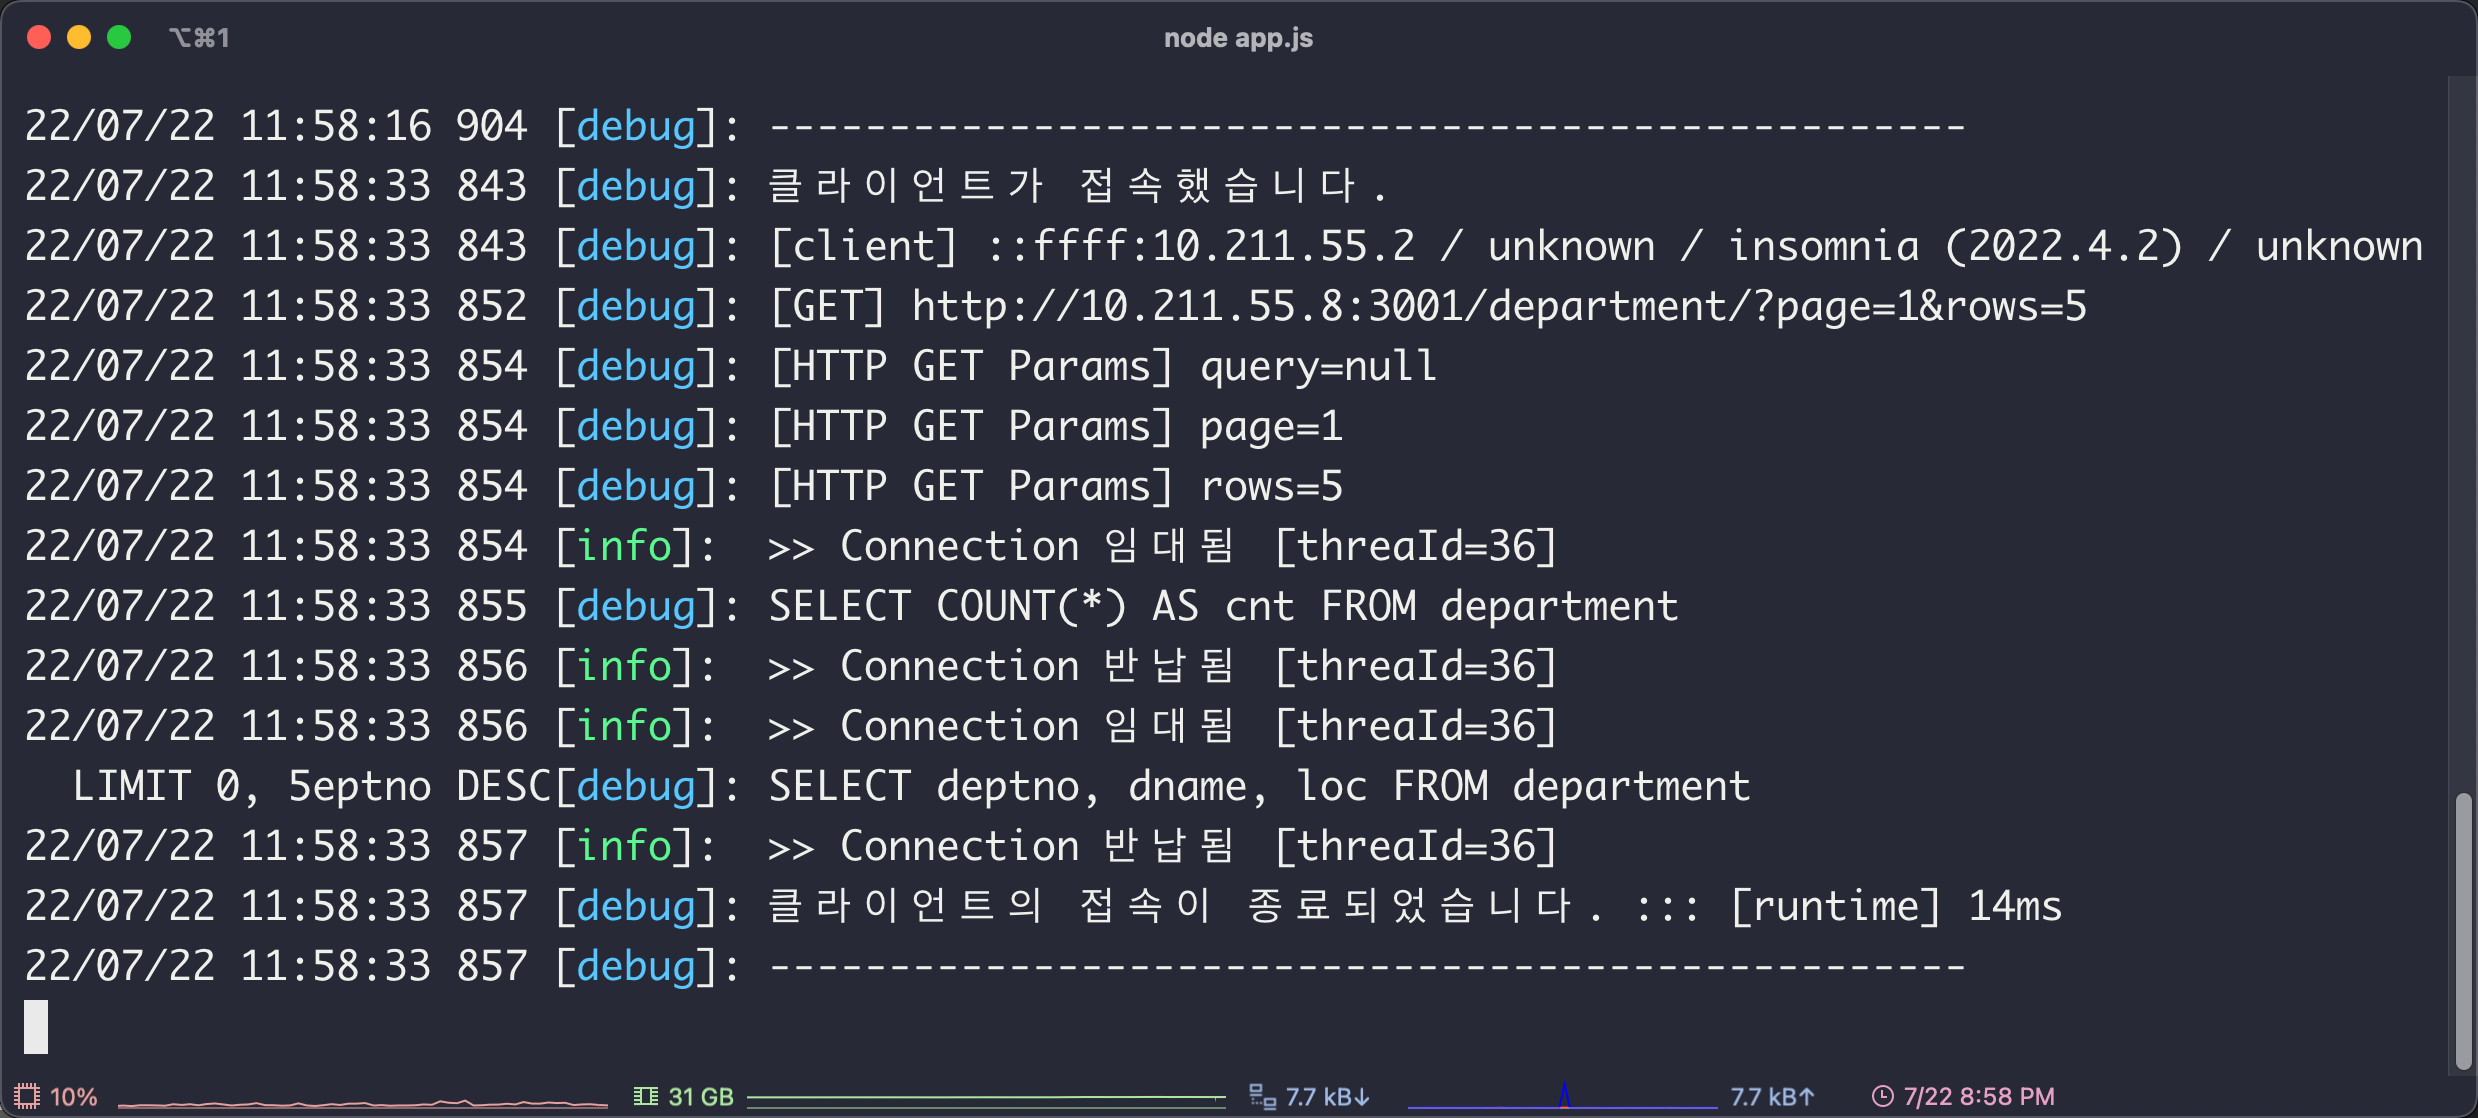 ⌥⌘1
node app.js
22/07/22 11:58:16 904 [debug]: --------------------------------------------------
22/07/22 11:58:33 843 [debug]: 클라이언트가 접속했습니다.
22/07/22 11:58:33 843 [debug]: [client] ::ffff:10.211.55.2 / unknown / insomnia (2022.4.2) / unknown
22/07/22 11:58:33 852 [debug]: [GET] http://10.211.55.8:3001/department/?page=1&rows=5
22/07/22 11:58:33 854 [debug]: [HTTP GET Params] query=null
22/07/22 11:58:33 854 [debug]: [HTTP GET Params] page=1
22/07/22 11:58:33 854 [debug]: [HTTP GET Params] rows=5
22/07/22 11:58:33 854 [info]:  >> Connection 임대됨 [threaId=36]
22/07/22 11:58:33 855 [debug]: SELECT COUNT(*) AS cnt FROM department
22/07/22 11:58:33 856 [info]:  >> Connection 반납됨 [threaId=36]
22/07/22 11:58:33 856 [info]:  >> Connection 임대됨 [threaId=36]
  LIMIT 0, 5eptno DESC[debug]: SELECT deptno, dname, loc FROM department
22/07/22 11:58:33 857 [info]:  >> Connection 반납됨 [threaId=36]
22/07/22 11:58:33 857 [debug]: 클라이언트의 접속이 종료되었습니다. ::: [runtime] 14ms
22/07/22 11:58:33 857 [debug]: --------------------------------------------------
10% 31 GB 7.7 kB↓ 7.7 kB↑ 7/22 8:58 PM